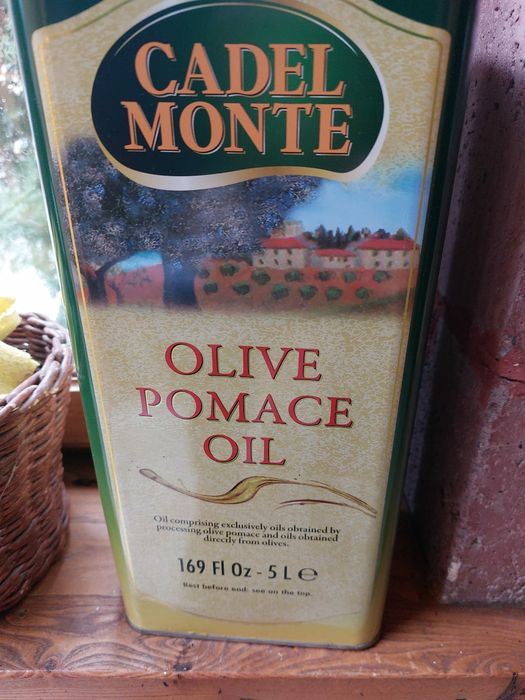 CADEL
MONTE
OLIVE
POMACE
OIL
Oil comprising exclusively oils obtained by
processing olive pomace and oils obtained
directly from olives.
169 Fl Oz - 5 L ℮
Best before end: see on the top.